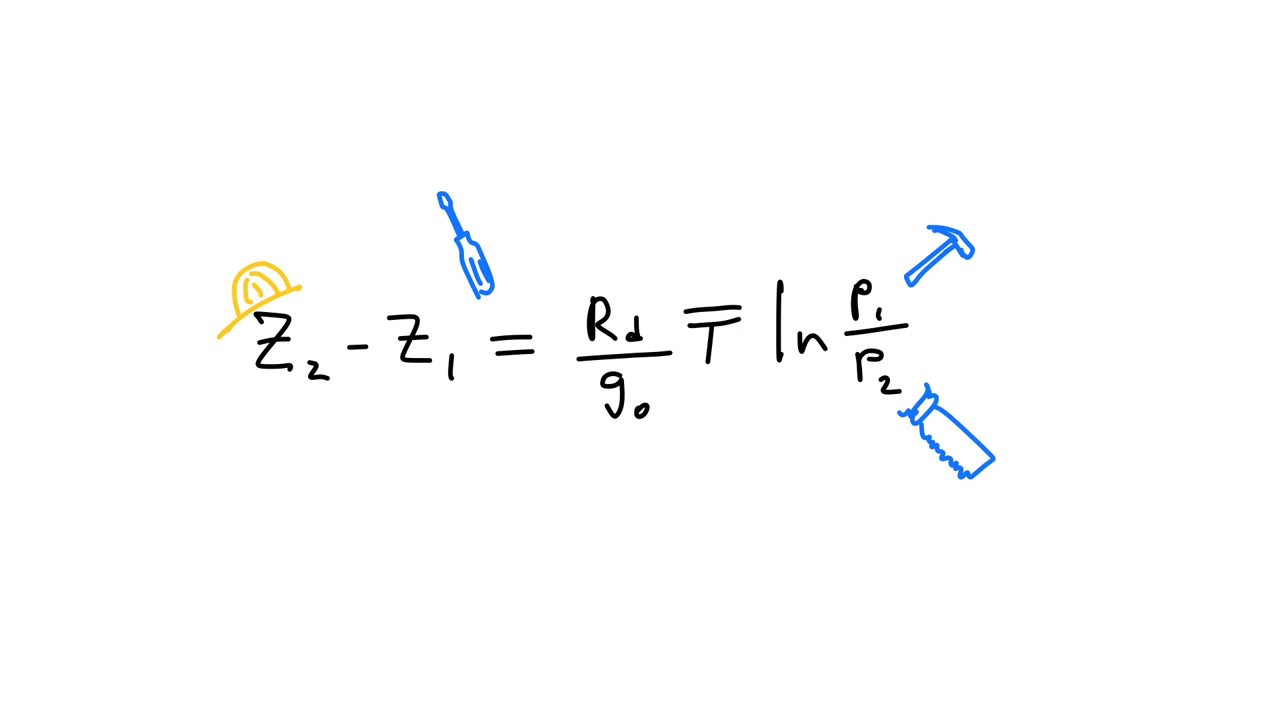 Z₂ - Z₁ = R_d/g₀ T̅ ln P₁/P₂